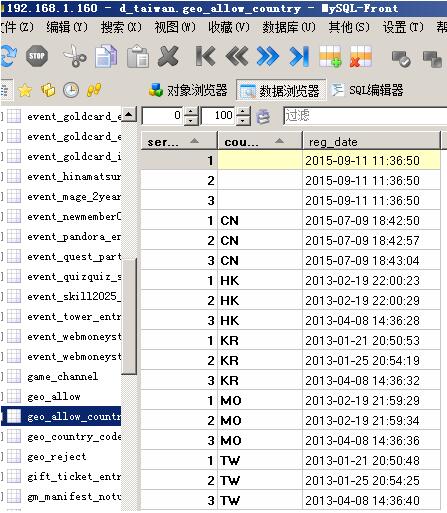 192.168.1.160 - d_taiwan.geo_allow_country - MySQL-Front
文件(Z) 编辑(Y) 搜索(X) 视图(W) 收藏(V) 数据库(U) 其他(S) 设置(T) 帮助
STOP
对象浏览器 数据浏览器 SQL编辑器
0 100 过滤
ser... cou... reg_date
1 2015-09-11 11:36:50
2 2015-09-11 11:36:50
3 2015-09-11 11:36:50
1 CN 2015-07-09 18:42:50
2 CN 2015-07-09 18:42:57
3 CN 2015-07-09 18:43:04
1 HK 2013-02-19 22:00:23
2 HK 2013-02-19 22:00:29
3 HK 2013-04-08 14:36:28
1 KR 2013-01-21 20:50:53
2 KR 2013-01-25 20:54:19
3 KR 2013-04-08 14:36:32
1 MO 2013-02-19 21:59:29
2 MO 2013-02-19 21:59:34
3 MO 2013-04-08 14:36:36
1 TW 2013-01-21 20:50:48
2 TW 2013-01-25 20:54:25
3 TW 2013-04-08 14:36:40
event_goldcard_e
event_goldcard_e
event_goldcard_i
event_hinamatsur
event_mage_2year
event_newmember0
event_pandora_en
event_quest_part
event_quizquiz_s
event_skill2025_
event_tower_entr
event_webmoneyst
event_webmoneyst
game_channel
geo_allow
geo_allow_countr
geo_country_code
geo_reject
gift_ticket_entr
gm_manifest_notu